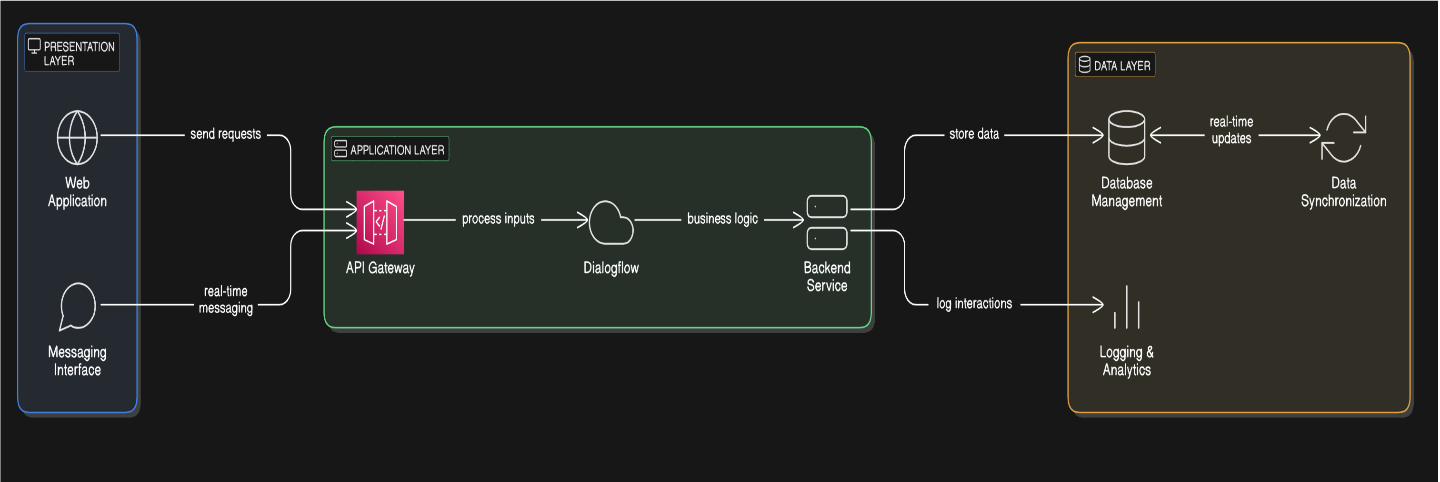 PRESENTATION
LAYER
Web
Application
Messaging
Interface
send requests
real-time
messaging
APPLICATION LAYER
API Gateway
process inputs
Dialogflow
business logic
Backend
Service
store data
log interactions
DATA LAYER
Database
Management
real-time
updates
Data
Synchronization
Logging &
Analytics